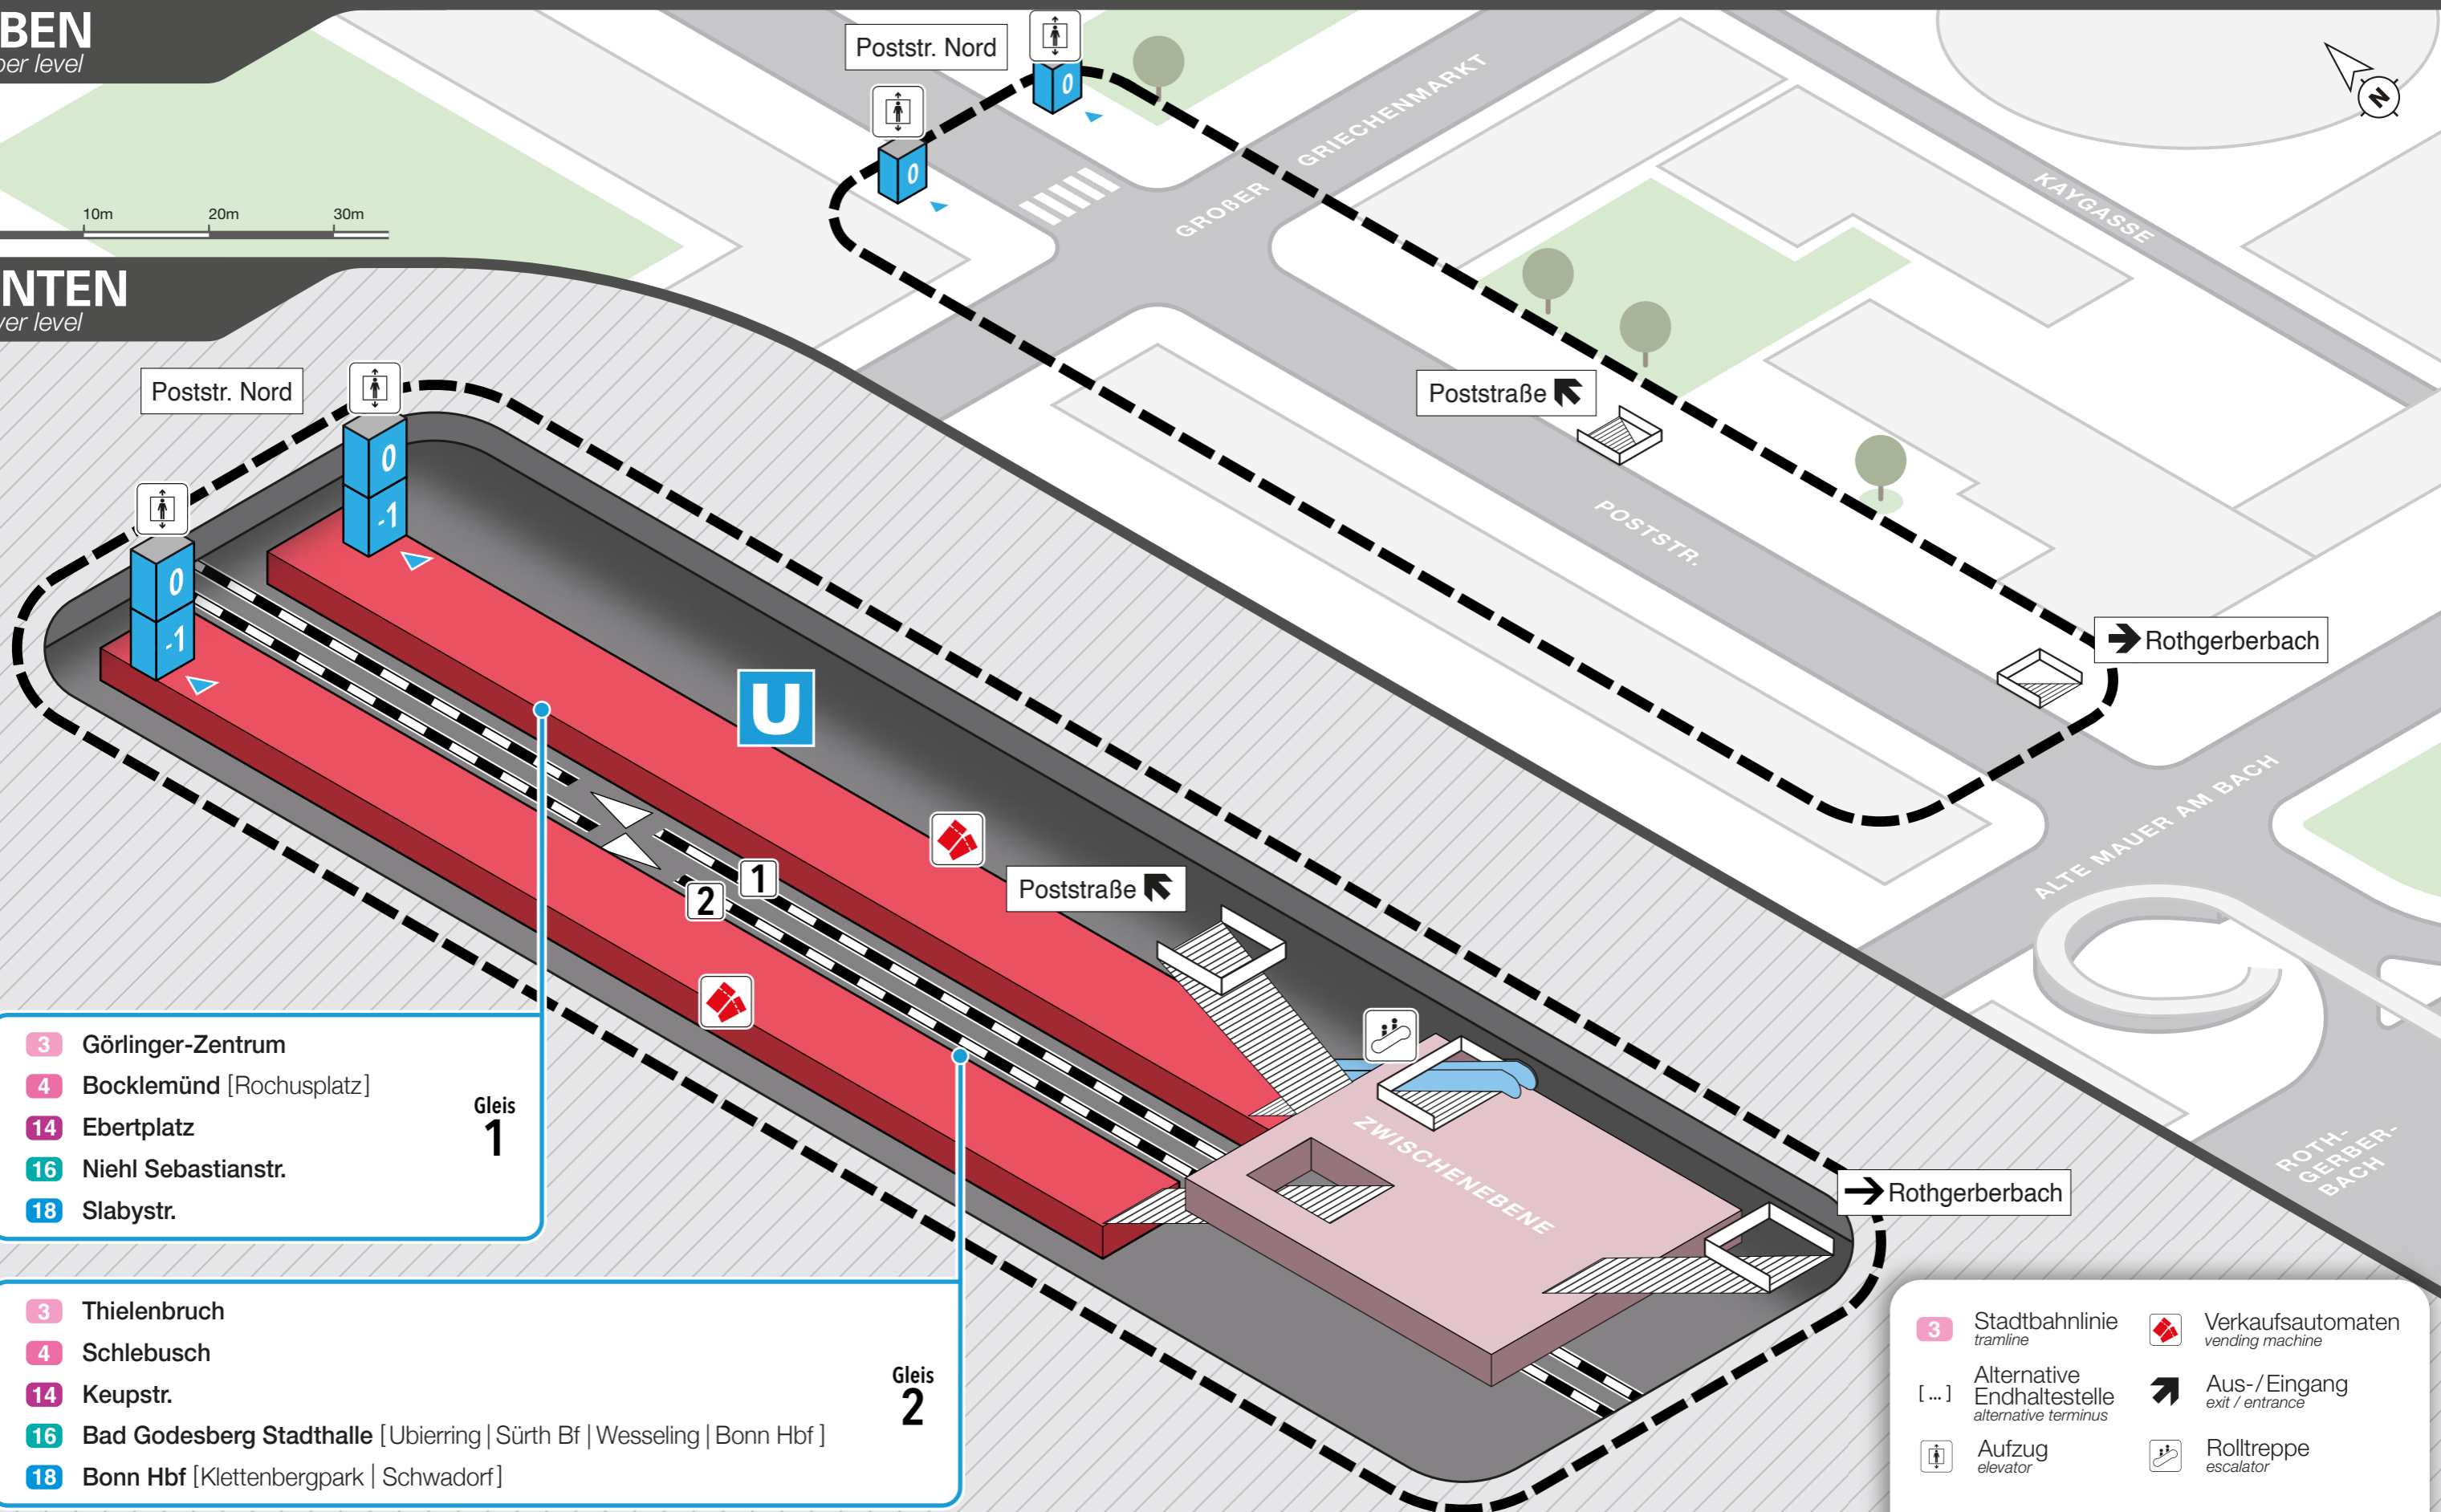 BEN
per level
Poststr. Nord
0
0
GROßER GRIECHENMARKT
KAYGASSE
N
10m 20m 30m
NTEN
ver level
Poststraße
POSTSTR.
Rothgerberbach
ALTE MAUER AM BACH
ROTH-
GERBER-
BACH
Poststr. Nord
0
-1
0
-1
U
1
2
Poststraße
ZWISCHENEBENE
Rothgerberbach
3 Görlinger-Zentrum
4 Bocklemünd [Rochusplatz]
14 Ebertplatz
16 Niehl Sebastianstr.
18 Slabystr.
Gleis
1
3 Thielenbruch
4 Schlebusch
14 Keupstr.
16 Bad Godesberg Stadthalle [Ubierring | Sürth Bf | Wesseling | Bonn Hbf]
18 Bonn Hbf [Klettenbergpark | Schwadorf]
Gleis
2
3 Stadtbahnlinie
tramline
[ ... ] Alternative
Endhaltestelle
alternative terminus
Aufzug
elevator
Verkaufsautomaten
vending machine
Aus-/Eingang
exit / entrance
Rolltreppe
escalator